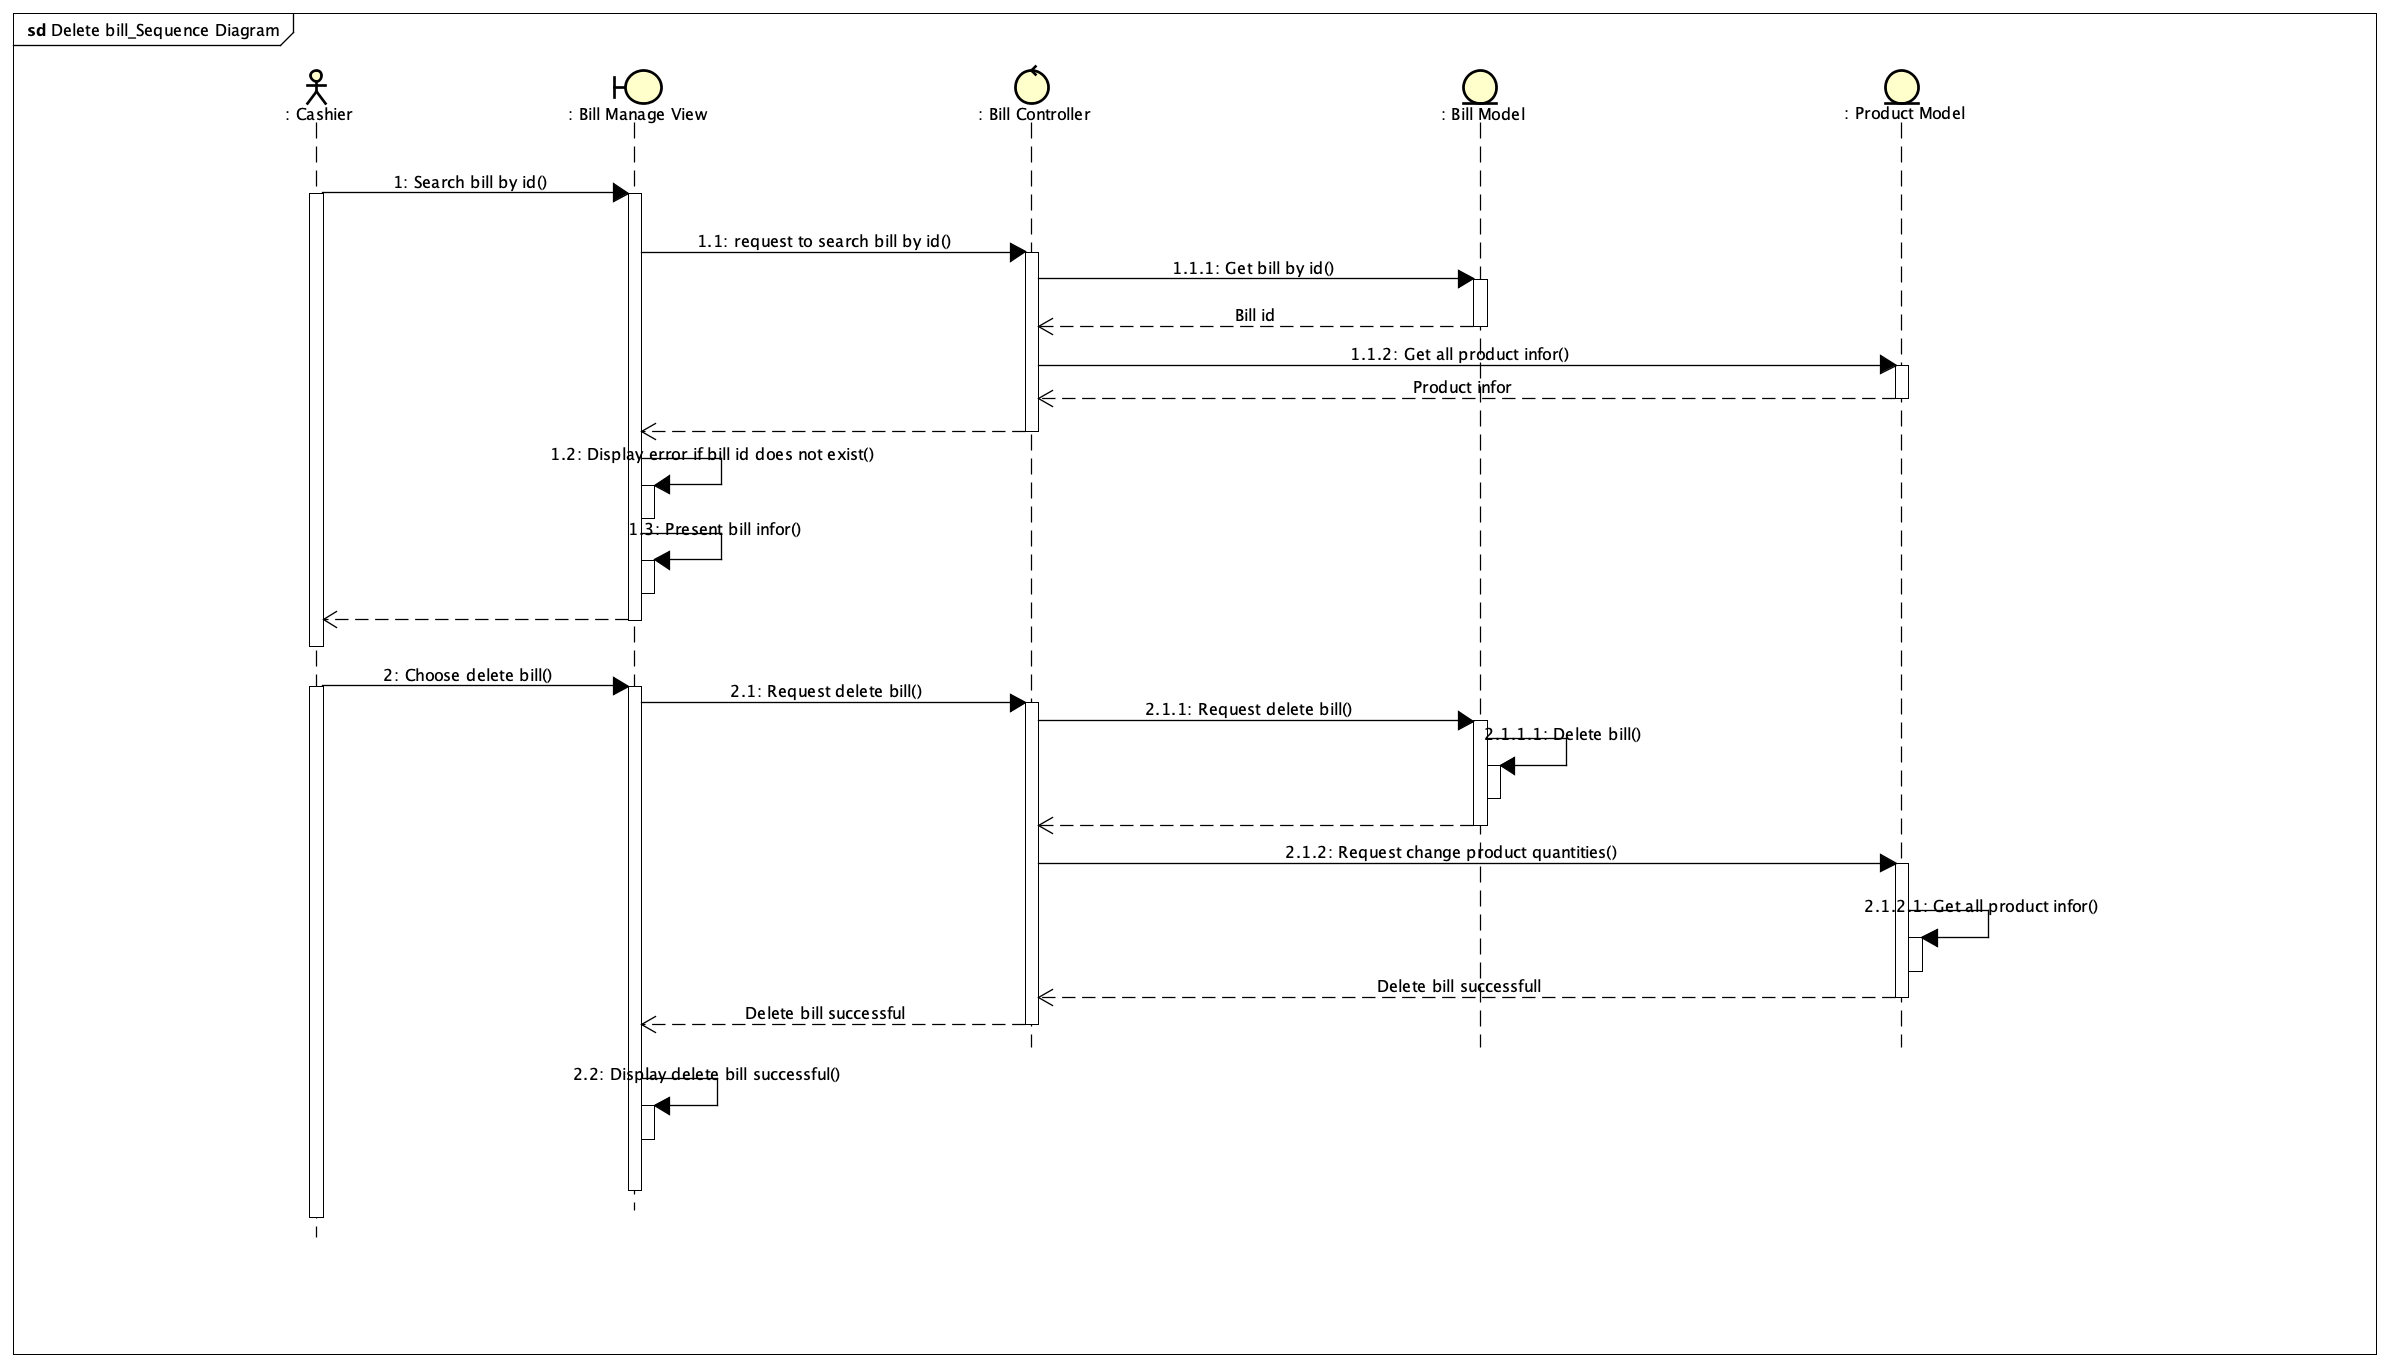 sd Delete bill_Sequence Diagram
: Cashier
: Bill Manage View
: Bill Controller
: Bill Model
: Product Model
1: Search bill by id()
1.1: request to search bill by id()
1.1.1: Get bill by id()
Bill id
1.1.2: Get all product infor()
Product infor
1.2: Display error if bill id does not exist()
1.3: Present bill infor()
2: Choose delete bill()
2.1: Request delete bill()
2.1.1: Request delete bill()
2.1.1.1: Delete bill()
2.1.2: Request change product quantities()
2.1.2.1: Get all product infor()
Delete bill successfull
Delete bill successful
2.2: Display delete bill successful()